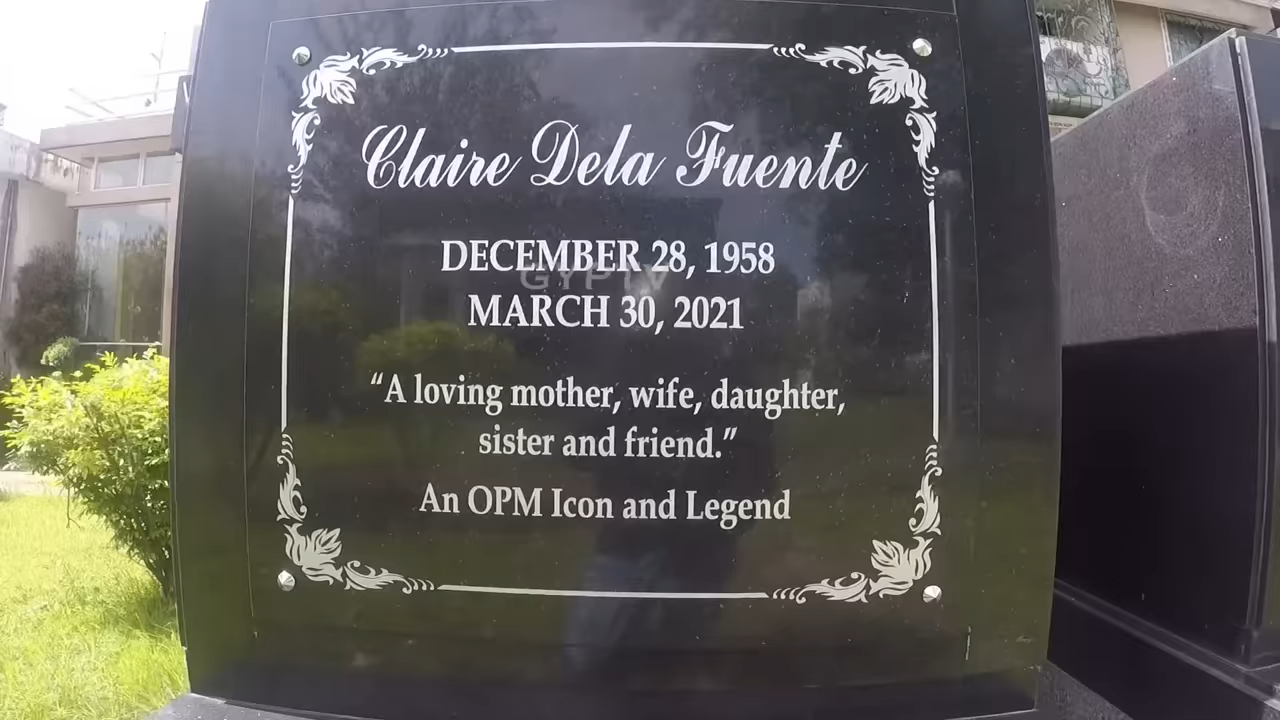 Claire Dela Fuente
DECEMBER 28, 1958
GYPTV
MARCH 30, 2021
“A loving mother, wife, daughter,
sister and friend.”
An OPM Icon and Legend